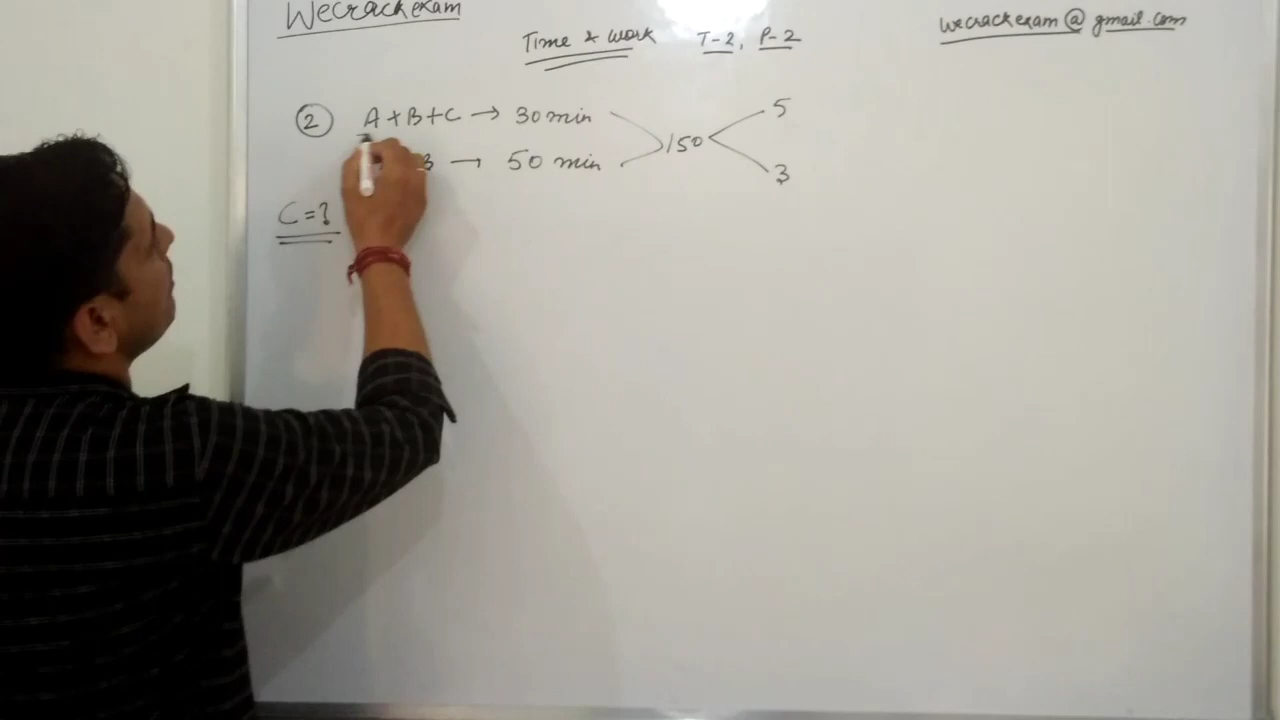 Wecrackexam
wecrackexam@gmail.com
Time & work T-2, P-2
2 A+B+C → 30 min
3 → 50 min
150
5
3
C=?